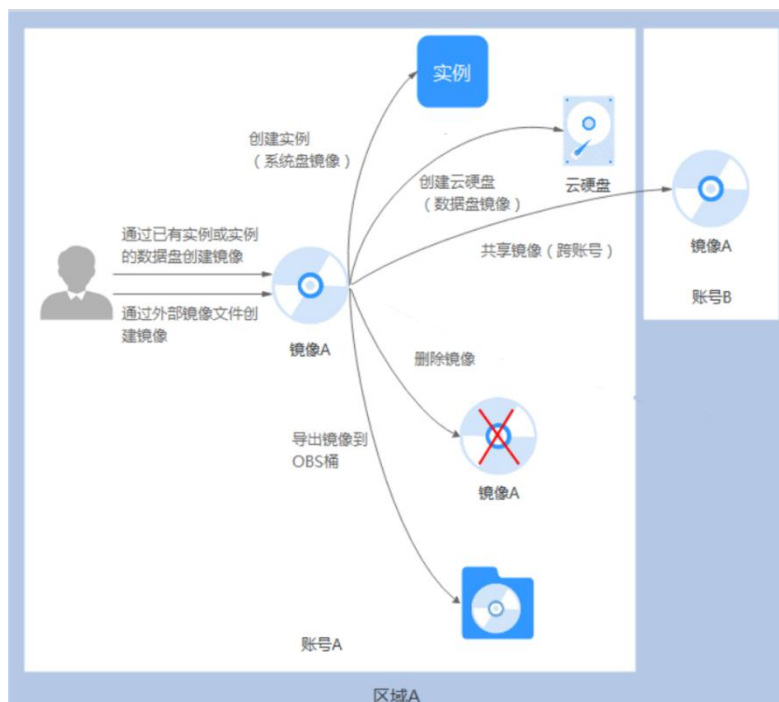 实例
创建实例
（系统盘镜像）
创建云硬盘
（数据盘镜像）
云硬盘
共享镜像（跨账号）
镜像A
账号B
通过已有实例或实例
的数据盘创建镜像
通过外部镜像文件创
建镜像
镜像A
删除镜像
镜像A
导出镜像到
OBS桶
账号A
区域A